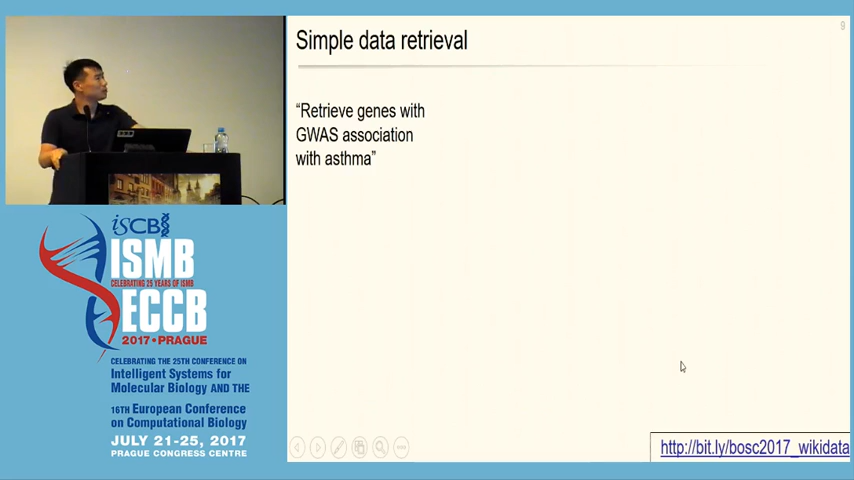 Simple data retrieval
9
“Retrieve genes with
GWAS association
with asthma”
http://bit.ly/bosc2017_wikidata
iSCB
ISMB
CELEBRATING 25 YEARS OF ISMB
ECCB
2017 • PRAGUE
CELEBRATING THE 25TH CONFERENCE ON
Intelligent Systems for
Molecular Biology AND THE
16TH European Conference
on Computational Biology
JULY 21-25, 2017
PRAGUE CONGRESS CENTRE